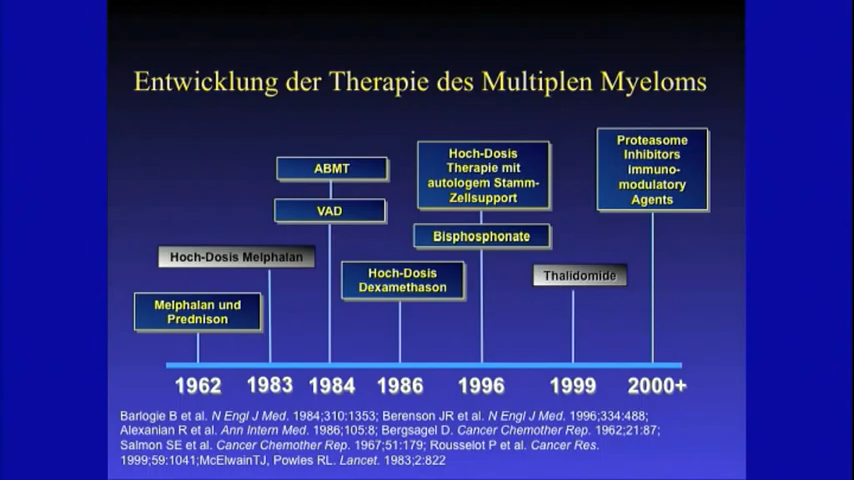 Entwicklung der Therapie des Multiplen Myeloms
ABMT
VAD
Hoch-Dosis
Therapie mit
autologem Stamm-
Zellsupport
Bisphosphonate
Proteasome
Inhibitors
immuno-
modulatory
Agents
Hoch-Dosis Melphalan
Hoch-Dosis
Dexamethason
Thalidomide
Melphalan und
Prednison
1962 1983 1984 1986 1996 1999 2000+
Barlogie B et al. N Engl J Med. 1984;310:1353; Berenson JR et al. N Engl J Med. 1996;334:488;
Alexanian R et al. Ann Intern Med. 1986;105:8; Bergsagel D. Cancer Chemother Rep. 1962;21:87;
Salmon SE et al. Cancer Chemother Rep. 1967;51:179; Rousselot P et al. Cancer Res.
1999;59:1041;McElwainTJ, Powles RL. Lancet. 1983;2:822